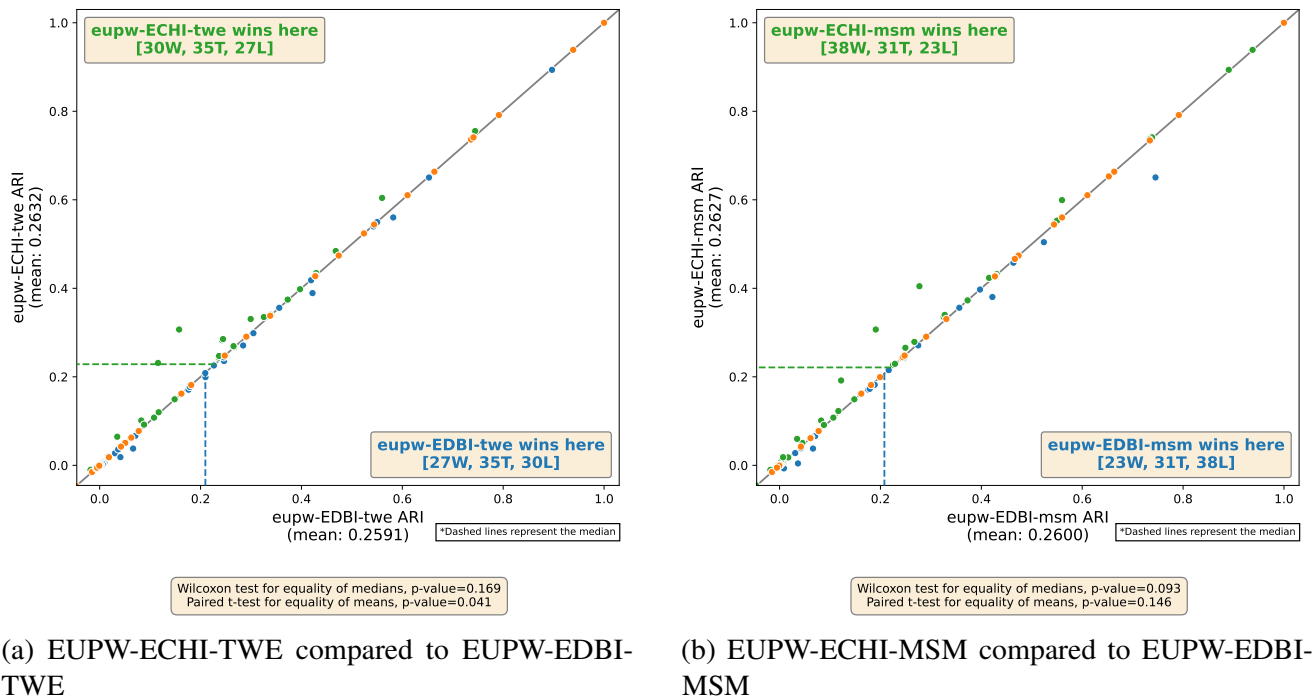 eupw-ECHI-twe wins here
[30W, 35T, 27L]
1.0
0.8
0.6
0.4
0.2
0.0
eupw-ECHI-twe ARI
(mean: 0.2632)
eupw-EDBI-twe wins here
[27W, 35T, 30L]
0.0 0.2 0.4 0.6 0.8 1.0
eupw-EDBI-twe ARI
(mean: 0.2591)
*Dashed lines represent the median
Wilcoxon test for equality of medians, p-value=0.169
Paired t-test for equality of means, p-value=0.041
(a) EUPW-ECHI-TWE compared to EUPW-EDBI-
TWE
eupw-ECHI-msm wins here
[38W, 31T, 23L]
1.0
0.8
0.6
0.4
0.2
0.0
eupw-ECHI-msm ARI
(mean: 0.2627)
eupw-EDBI-msm wins here
[23W, 31T, 38L]
0.0 0.2 0.4 0.6 0.8 1.0
eupw-EDBI-msm ARI
(mean: 0.2600)
*Dashed lines represent the median
Wilcoxon test for equality of medians, p-value=0.093
Paired t-test for equality of means, p-value=0.146
(b) EUPW-ECHI-MSM compared to EUPW-EDBI-
MSM